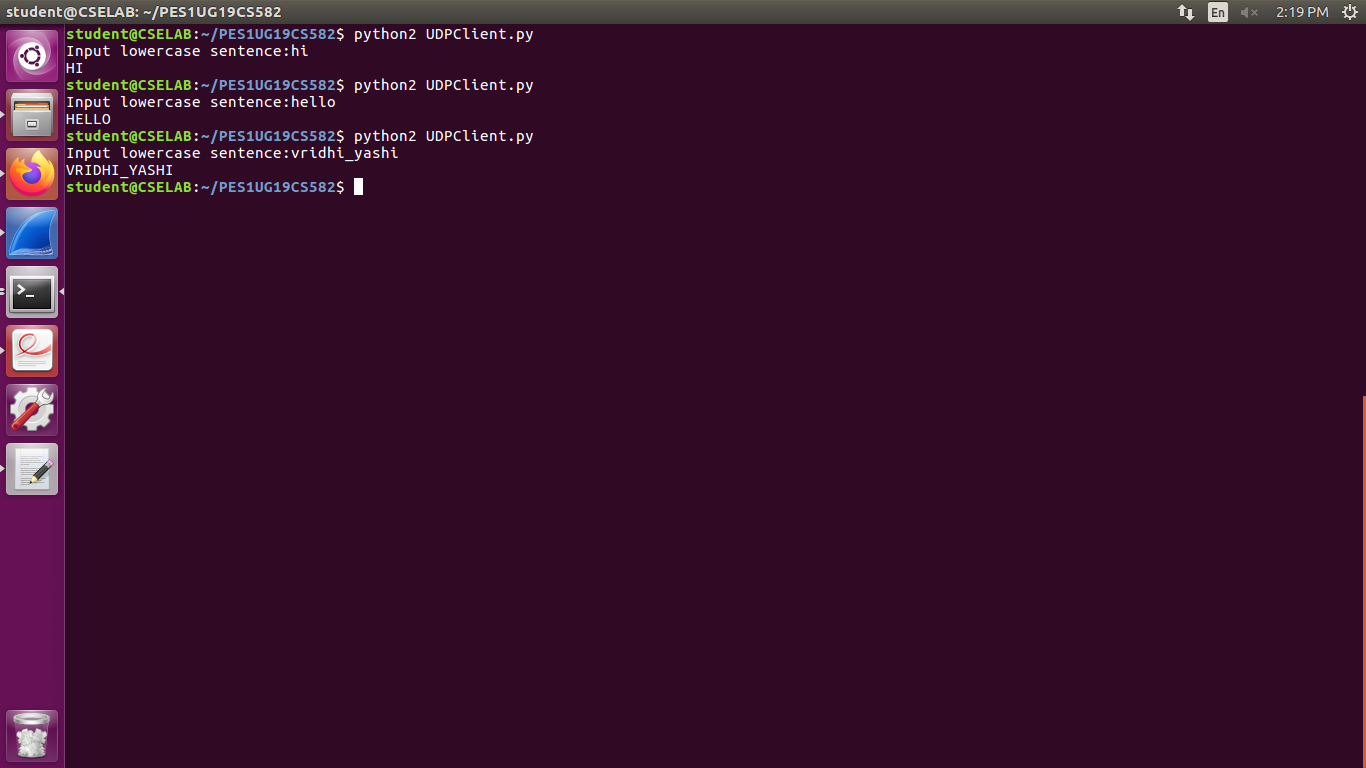 student@CSELAB: ~/PES1UG19CS582
En
2:19 PM
student@CSELAB:~/PES1UG19CS582$ python2 UDPClient.py
Input lowercase sentence:hi
HI
student@CSELAB:~/PES1UG19CS582$ python2 UDPClient.py
Input lowercase sentence:hello
HELLO
student@CSELAB:~/PES1UG19CS582$ python2 UDPClient.py
Input lowercase sentence:vridhi_yashi
VRIDHI_YASHI
student@CSELAB:~/PES1UG19CS582$